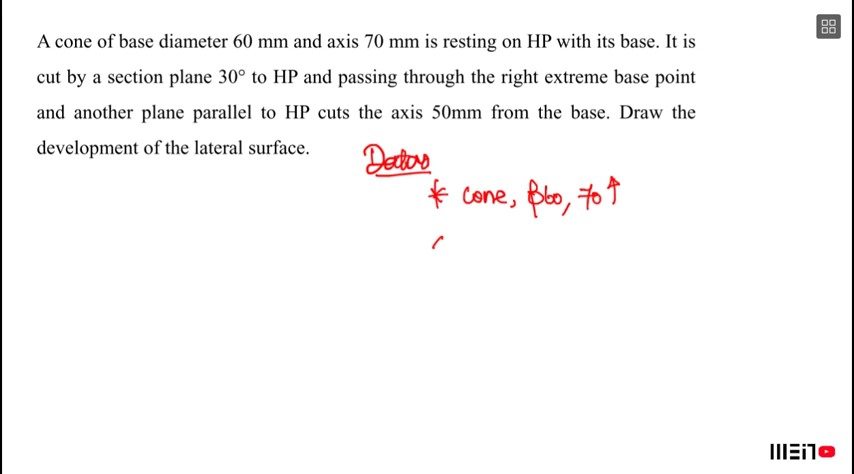 A cone of base diameter 60 mm and axis 70 mm is resting on HP with its base. It is
cut by a section plane 30° to HP and passing through the right extreme base point
and another plane parallel to HP cuts the axis 50mm from the base. Draw the
development of the lateral surface.
* cone, ϕ60, 70↑